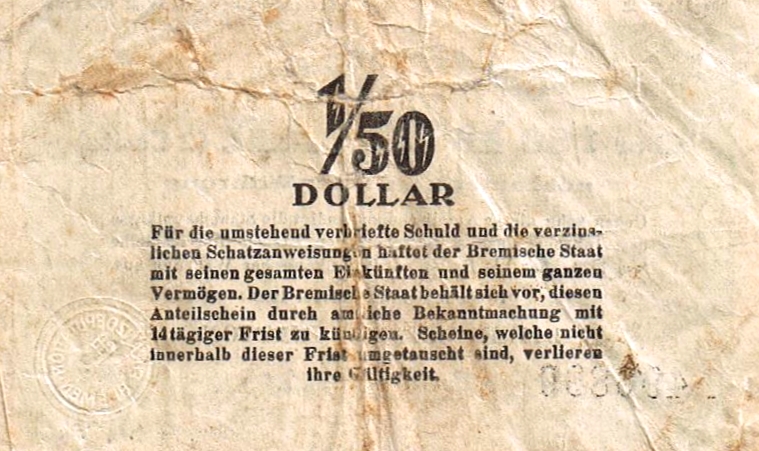 1/50
DOLLAR
Für die umstehend verbriefte Schuld und die verzins-
lichen Schatzanweisungen haftet der Bremische Staat
mit seinen gesamten Einkünften und seinem ganzen
Vermögen. Der Bremische Staat behält sich vor, diesen
Anteilschein durch amtliche Bekanntmachung mit
14tägiger Frist zu kündigen. Scheine, welche nicht
innerhalb dieser Frist umgetauscht sind, verlieren
ihre Gültigkeit.